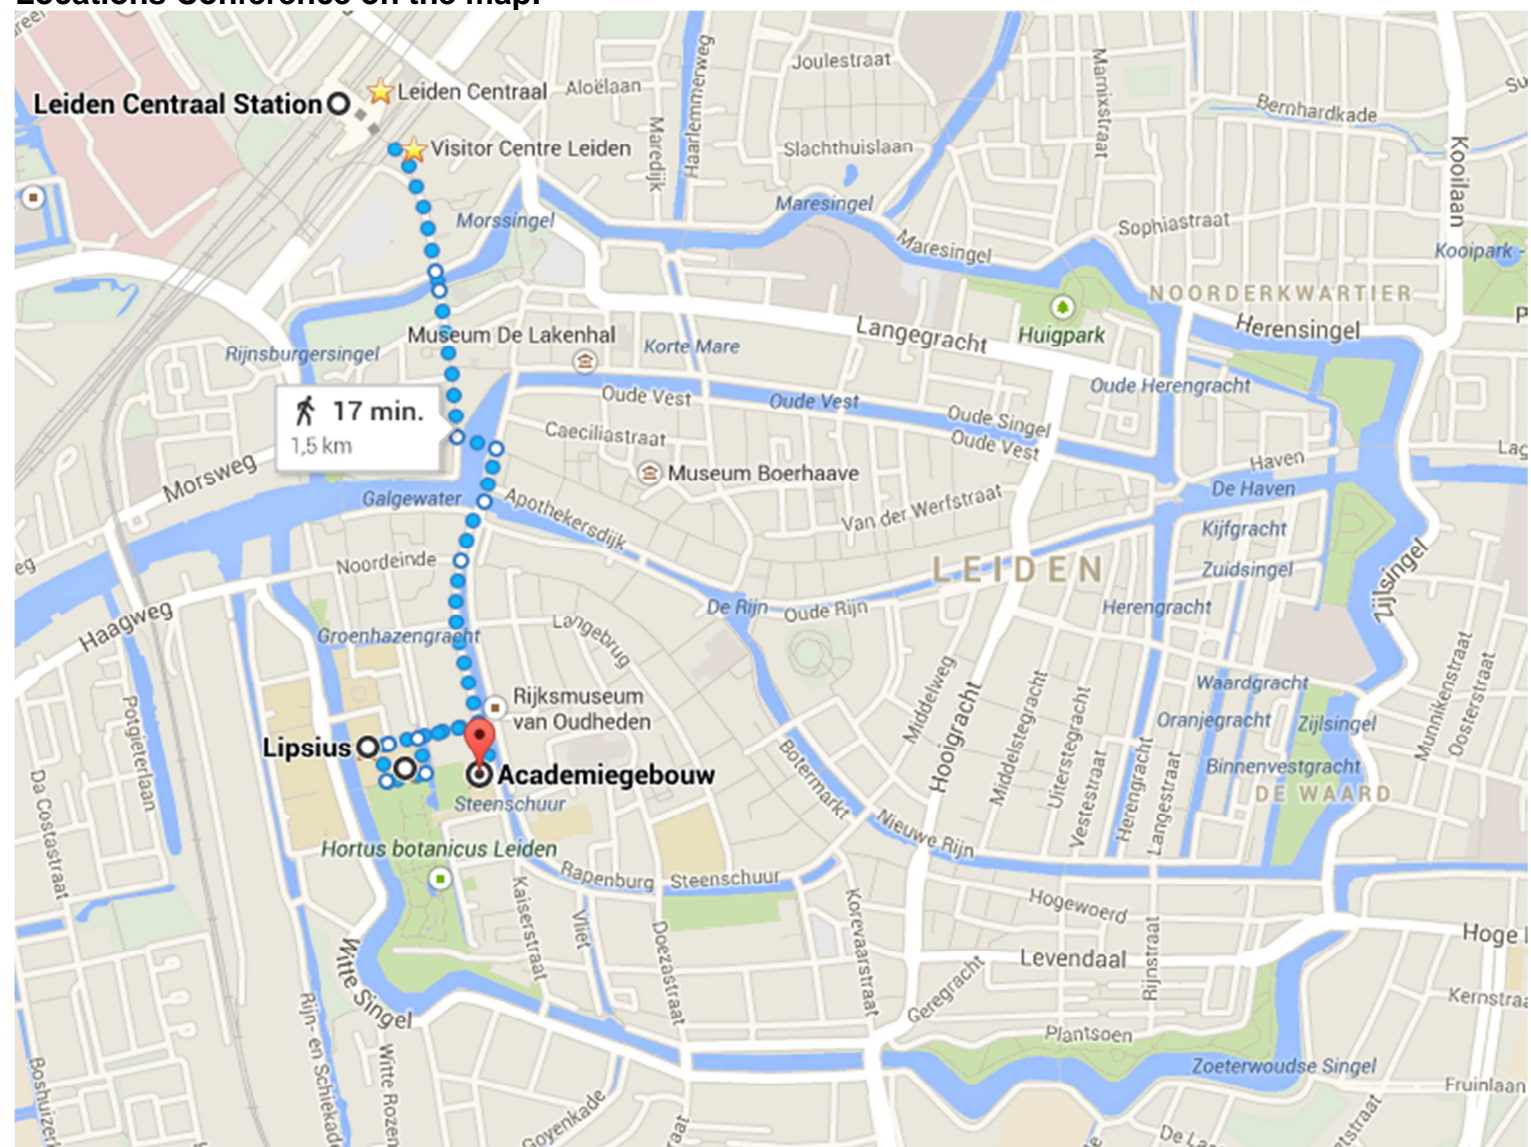 Locations Conference on the map:
Leiden Centraal Station
Leiden Centraal
Aloëlaan
Haarlemmerweg
Joulestraat
Marnixstraat
Bernhardkade
Kooilaan
Visitor Centre Leiden
Maredijk
Slachthuislaan
Morssingel
Maresingel
Maresingel
Sophiastraat
Kooipark -
NOORDERKWARTIER
Museum De Lakenhal
Korte Mare
Langegracht
Huigpark
Herensingel
Rijnsburgersingel
Oude Herengracht
17 min.
1,5 km
Oude Vest
Oude Vest
Oude Singel
Oude Vest
Caeciliastraat
Museum Boerhaave
Haven
De Haven
Morsweg
Galgewater
Apothekersdijk
Van der Werfstraat
Kijfgracht
Noordeinde
LEIDEN
Zuidsingel
Zijlsingel
Haagweg
De Rijn
Oude Rijn
Herengracht
Groenhazengracht
Langebrug
Middelweg
Waardgracht
Munnikenstraat
Oosterstraat
Rijksmuseum
van Oudheden
Potgieterlaan
Hooigracht
Middelstegracht
Uiterstegracht
Oranjegracht
Zijlsingel
Lipsius
Academiegebouw
Botermarkt
Vestestraat
Herengracht
Langestraat
Binnenvestgracht
DE WAARD
Da Costastraat
Steenschuur
Hortus botanicus Leiden
Nieuwe Rijn
Kaiserstraat
Rapenburg
Steenschuur
Vliet
Doezastraat
Korevaarstraat
Hogewoerd
Rijnstraat
Witte Singel
Levendaal
Geregracht
Plantsoen
Rijn- en Schiekade
Witte Rozen
Zoeterwoudse Singel
Fruinlaan
Goyenkade